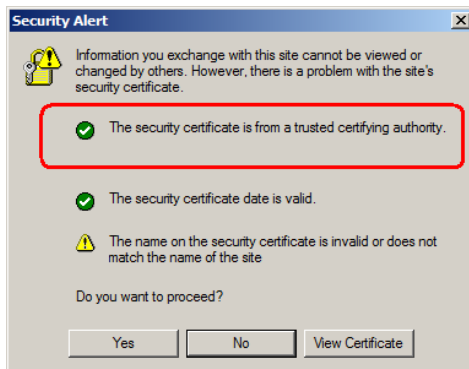 Security Alert
Information you exchange with this site cannot be viewed or
changed by others. However, there is a problem with the site's
security certificate.
The security certificate is from a trusted certifying authority.
The security certificate date is valid.
The name on the security certificate is invalid or does not
match the name of the site
Do you want to proceed?
Yes No View Certificate